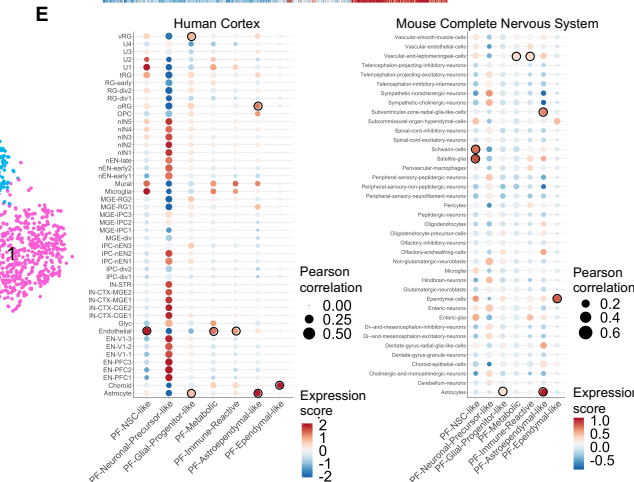 E
Human Cortex
vRG
U4
U3
U2
U1
tRG
RG-early
RG-div2
RG-div1
oRG
OPC
nIN5
nIN4
nIN3
nIN2
nIN1
nEN-late
nEN-early2
nEN-early1
Mural
Microglia
MGE-RG2
MGE-RG1
MGE-IPC3
MGE-IPC2
MGE-IPC1
MGE-div
IPC-nEN3
IPC-nEN2
IPC-nEN1
IPC-div2
IPC-div1
IN-STR
IN-CTX-MGE2
IN-CTX-MGE1
IN-CTX-CGE2
IN-CTX-CGE1
Glyc
Endothelial
EN-V1-3
EN-V1-2
EN-V1-1
EN-PFC3
EN-PFC2
EN-PFC1
Choroid
Astrocyte
PF-NSC-like
PF-Neuronal-Precursor-like
PF-Glial-Progenitor-like
PF-Metabolic
PF-Immune-Reactive
PF-Astroependymal-like
PF-Ependymal-like
Pearson
correlation
0.00
0.25
0.50
Expression
score
2
1
0
-1
-2
1
Mouse Complete Nervous System
Vascular-smooth-muscle-cells
Vascular-endothelial-cells
Vascular-and-leptomeningeal-cells
Telencephalon-projecting-inhibitory-neurons
Telencephalon-projecting-excitatory-neurons
Telencephalon-inhibitory-interneurons
Sympathetic-noradrenergic-neurons
Sympathetic-cholinergic-neurons
Subventricular-zone-radial-glia-like-cells
Subcommissural-organ-hypendymal-cells
Spinal-cord-inhibitory-neurons
Spinal-cord-excitatory-neurons
Schwann-cells
Satellite-glia
Perivascular-macrophages
Peripheral-sensory-peptidergic-neurons
Peripheral-sensory-non-peptidergic-neurons
Peripheral-sensory-neurofilament-neurons
Pericytes
Peptidergic-neurons
Oligodendrocytes
Oligodendrocyte-precursor-cells
Olfactory-inhibitory-neurons
Olfactory-ensheathing-cells
Non-glutamatergic-neuroblasts
Microglia
Hindbrain-neurons
Glutamatergic-neuroblasts
Ependymal-cells
Enteric-neurons
Enteric-glia
Di-and-mesencephalon-inhibitory-neurons
Di-and-mesencephalon-excitatory-neurons
Dentate-gyrus-radial-glia-like-cells
Dentate-gyrus-granule-neurons
Choroid-epithelial-cells
Cholinergic-and-monoaminergic-neurons
Cerebellum-neurons
Astrocytes
PF-NSC-like
PF-Neuronal-Precursor-like
PF-Glial-Progenitor-like
PF-Metabolic
PF-Immune-Reactive
PF-Astroependymal-like
PF-Ependymal-like
Pearson
correlation
0.2
0.4
0.6
Expression
score
1.0
0.5
0.0
-0.5